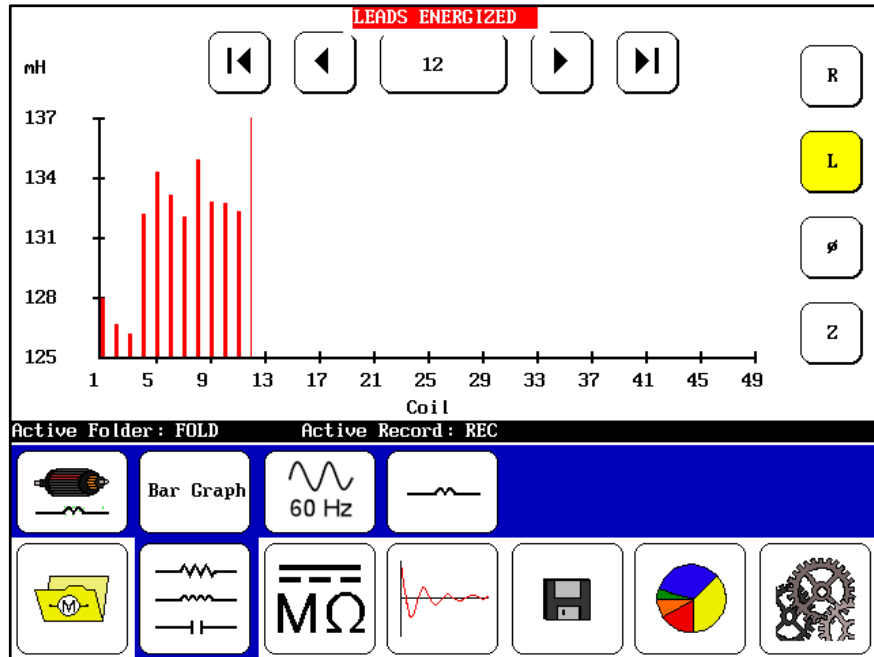 LEADS ENERGIZED
mH
12
R
137
134
L
131
ø
128
Z
125
1 5 9 13 17 21 25 29 33 37 41 45 49
Coil
Active Folder: FOLD Active Record: REC
Bar Graph
60 Hz
M
MΩ